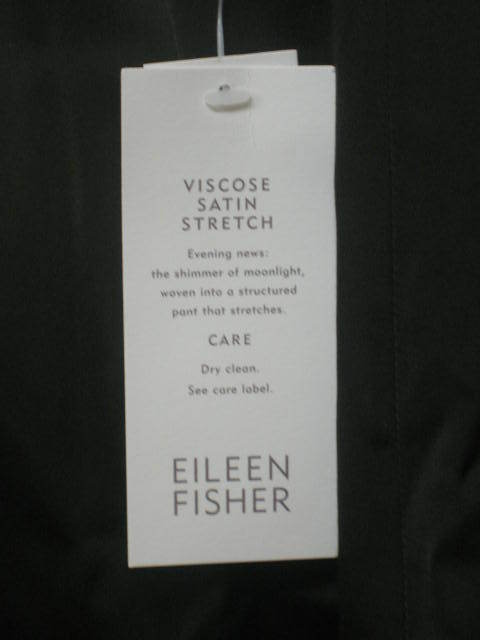 VISCOSE
SATIN
STRETCH
Evening news:
the shimmer of moonlight,
woven into a structured
pant that stretches.
CARE
Dry clean.
See care label.
EILEEN
FISHER